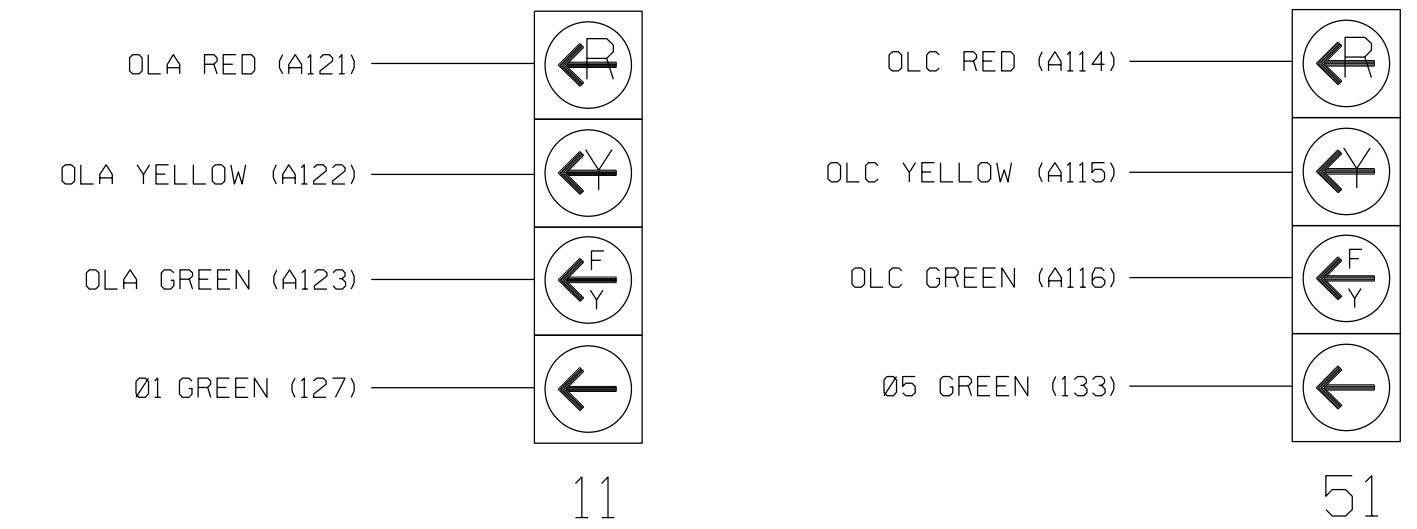 OLA RED (A121)
R
OLA YELLOW (A122)
Y
OLA GREEN (A123)
F
Y
Ø1 GREEN (127)
11
OLC RED (A114)
R
OLC YELLOW (A115)
Y
OLC GREEN (A116)
F
Y
Ø5 GREEN (133)
51